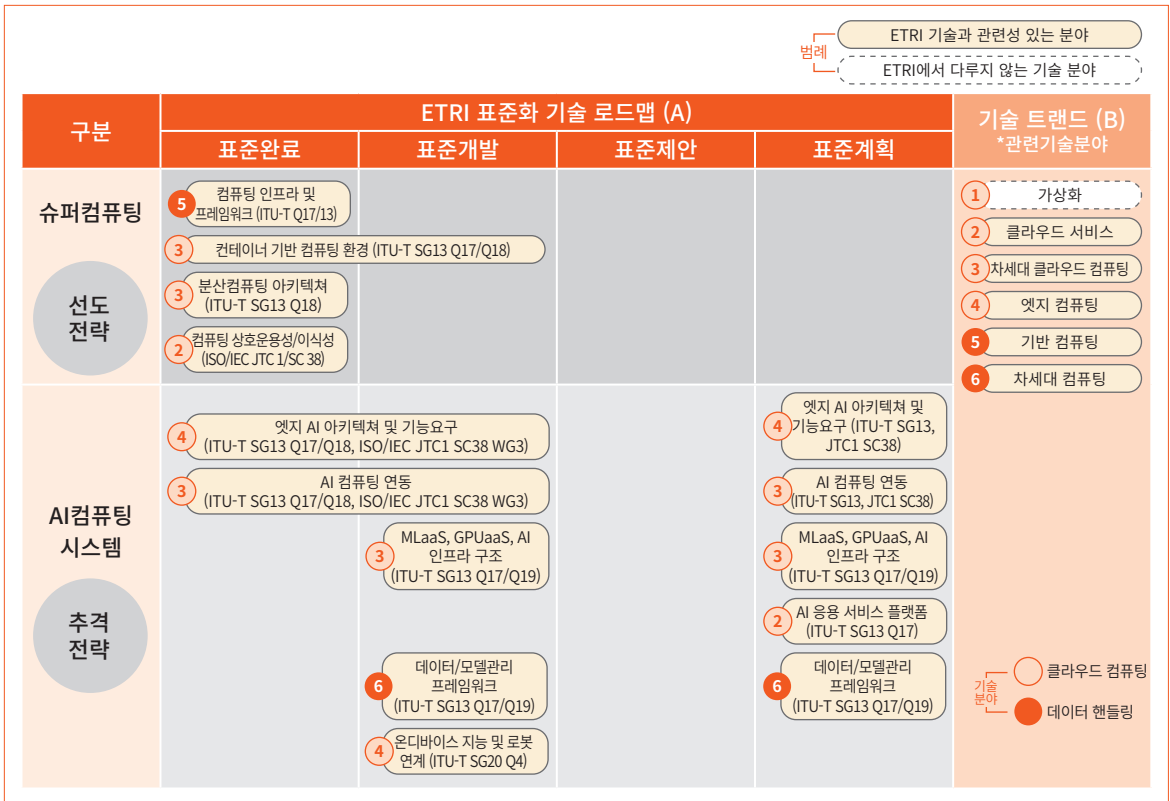 범례
ETRI 기술과 관련성 있는 분야
ETRI에서 다루지 않는 기술 분야
구분
ETRI 표준화 기술 로드맵 (A)
표준완료
표준개발
표준제안
표준계획
기술 트랜드 (B)
*관련기술분야
슈퍼컴퓨팅
선도
전략
5
컴퓨팅 인프라 및
프레임워크 (ITU-T Q17/13)
3
컨테이너 기반 컴퓨팅 환경 (ITU-T SG13 Q17/Q18)
3
분산컴퓨팅 아키텍쳐
(ITU-T SG13 Q18)
2
컴퓨팅 상호운용성/이식성
(ISO/IEC JTC 1/SC 38)
1
가상화
2
클라우드 서비스
3
차세대 클라우드 컴퓨팅
4
엣지 컴퓨팅
5
기반 컴퓨팅
6
차세대 컴퓨팅
AI컴퓨팅
시스템
추격
전략
4
엣지 AI 아키텍쳐 및 기능요구
(ITU-T SG13 Q17/Q18, ISO/IEC JTC1 SC38 WG3)
3
AI 컴퓨팅 연동
(ITU-T SG13 Q17/Q18, ISO/IEC JTC1 SC38 WG3)
3
MLaaS, GPUaaS, AI
인프라 구조
(ITU-T SG13 Q17/Q19)
6
데이터/모델관리
프레임워크
(ITU-T SG13 Q17/Q19)
4
온디바이스 지능 및 로봇
연계 (ITU-T SG20 Q4)
4
엣지 AI 아키텍쳐 및
기능요구 (ITU-T SG13,
JTC1 SC38)
3
AI 컴퓨팅 연동
(ITU-T SG13, JTC1 SC38)
3
MLaaS, GPUaaS, AI
인프라 구조
(ITU-T SG13 Q17/Q19)
2
AI 응용 서비스 플랫폼
(ITU-T SG13 Q17)
6
데이터/모델관리
프레임워크
(ITU-T SG13 Q17/Q19)
기술
분야
클라우드 컴퓨팅
데이터 핸들링